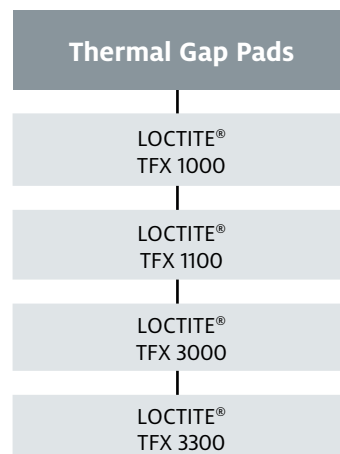 Thermal Gap Pads
LOCTITE®
TFX 1000
LOCTITE®
TFX 1100
LOCTITE®
TFX 3000
LOCTITE®
TFX 3300